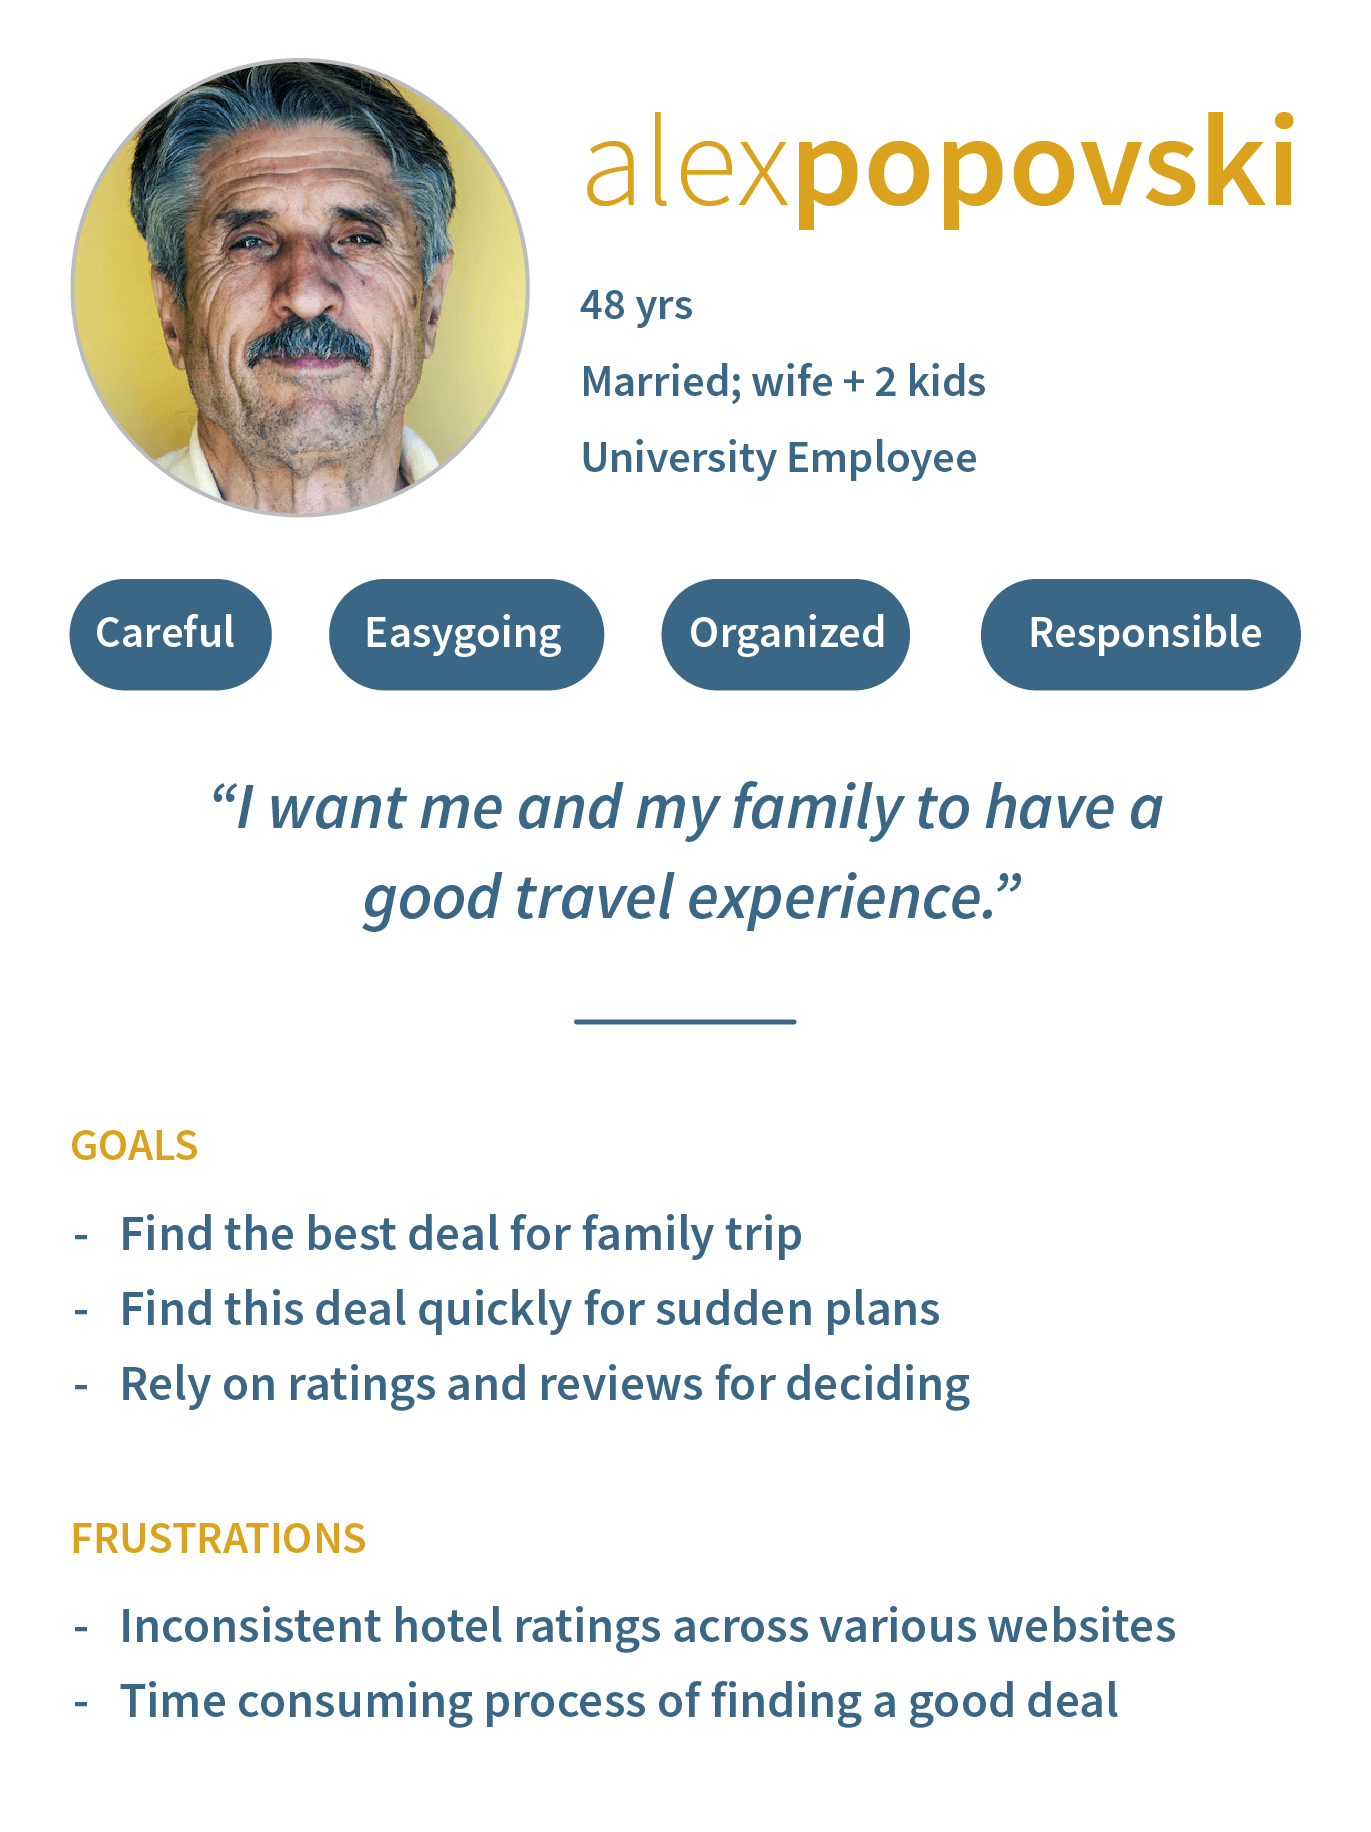 alexpopovski
48 yrs
Married; wife + 2 kids
University Employee
Careful Easygoing Organized Responsible
“I want me and my family to have a
good travel experience.”
GOALS
- Find the best deal for family trip
- Find this deal quickly for sudden plans
- Rely on ratings and reviews for deciding
FRUSTRATIONS
- Inconsistent hotel ratings across various websites
- Time consuming process of finding a good deal